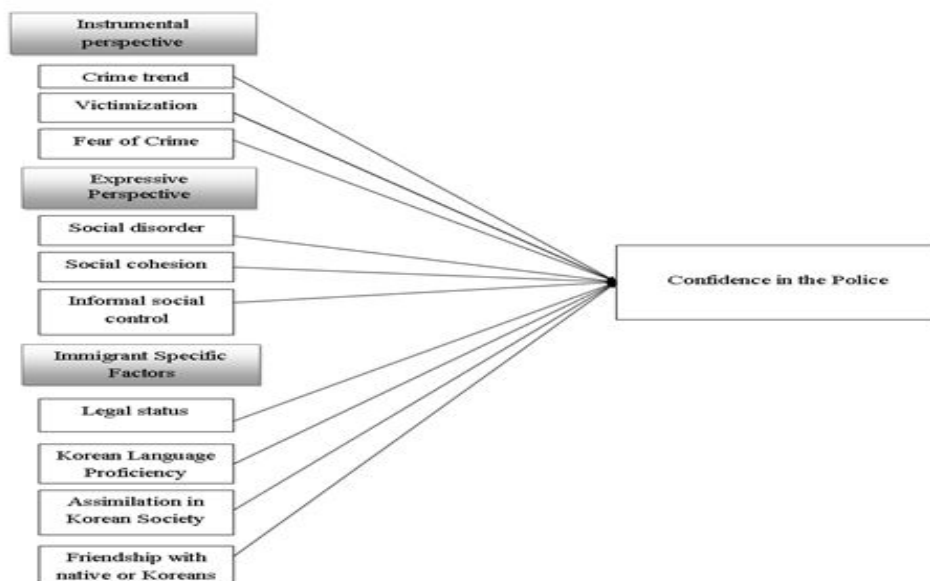 Instrumental
perspective
Crime trend
Victimization
Fear of Crime
Expressive
Perspective
Social disorder
Social cohesion
Informal social
control
Immigrant Specific
Factors
Legal status
Korean Language
Proficiency
Assimilation in
Korean Society
Friendship with
native or Koreans
Confidence in the Police